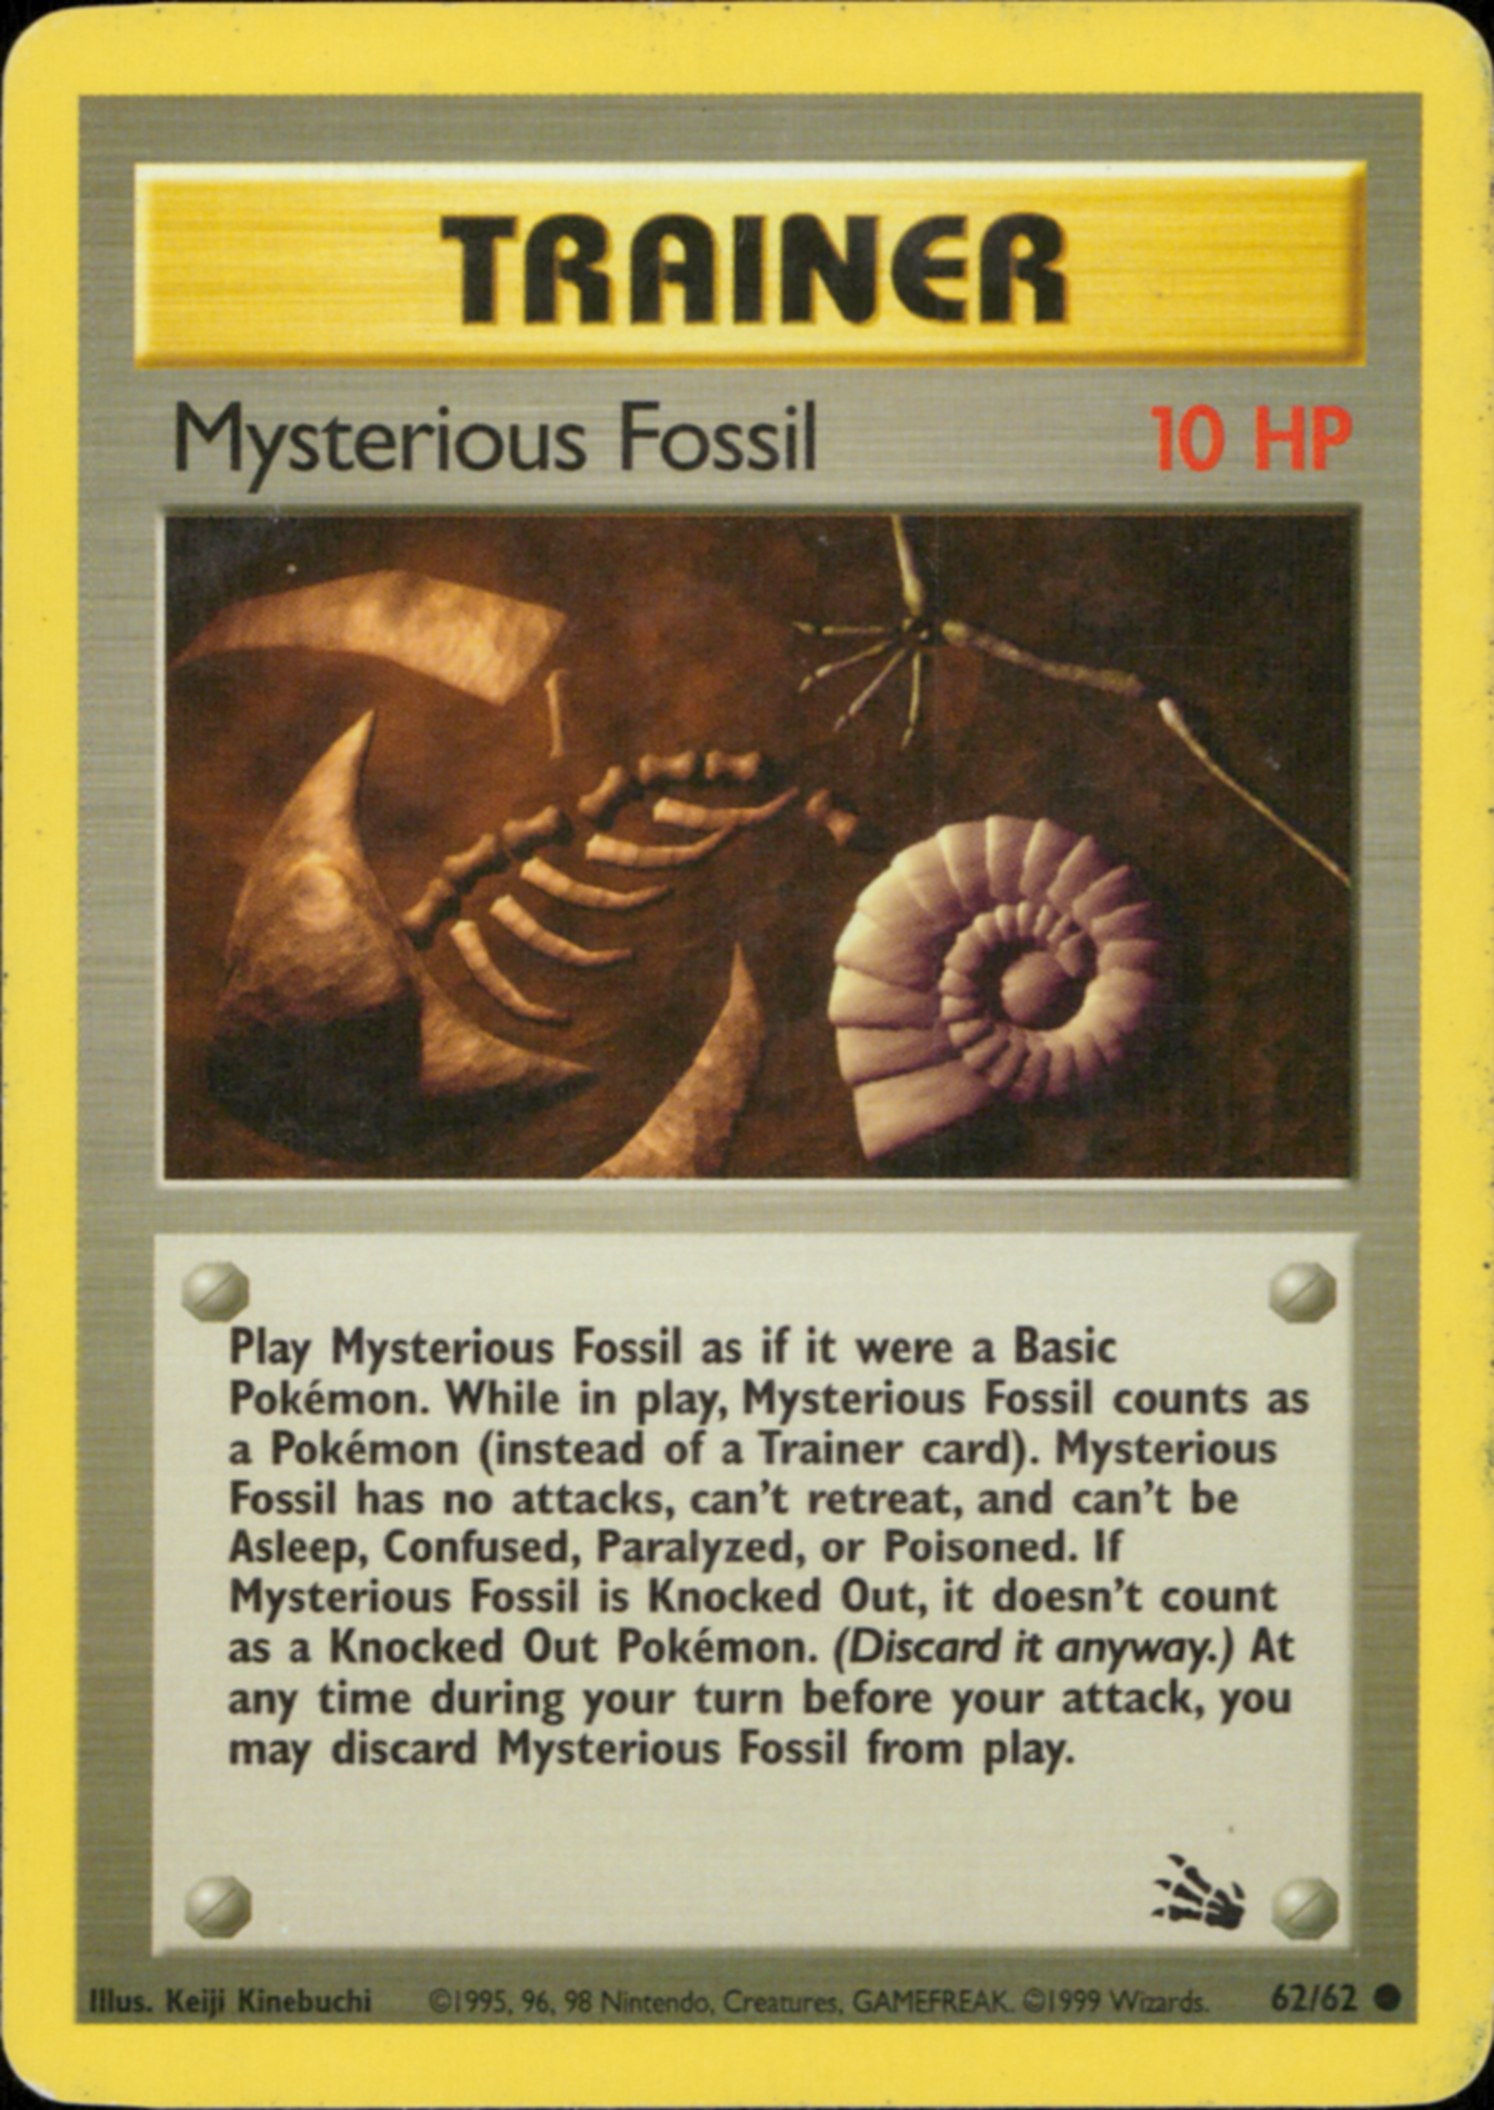 TRAINER
Mysterious Fossil 10 HP
Play Mysterious Fossil as if it were a Basic
Pokémon. While in play, Mysterious Fossil counts as
a Pokémon (instead of a Trainer card). Mysterious
Fossil has no attacks, can't retreat, and can't be
Asleep, Confused, Paralyzed, or Poisoned. If
Mysterious Fossil is Knocked Out, it doesn't count
as a Knocked Out Pokémon. (Discard it anyway.) At
any time during your turn before your attack, you
may discard Mysterious Fossil from play.
Illus. Keiji Kinebuchi ©1995, 96, 98 Nintendo, Creatures, GAMEFREAK. ©1999 Wizards. 62/62 ●